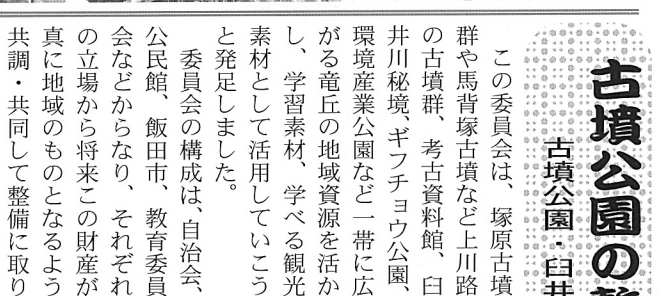 古墳公園の
古墳公園・臼井
この委員会は、塚原古墳
群や馬背塚古墳など上川路
の古墳群、考古資料館、臼
井川秘境、ギフチョウ公園、
環境産業公園など一帯に広
がる竜丘の地域資源を活か
し、学習素材、学べる観光
素材として活用していこう
と発足しました。
委員会の構成は、自治会、
公民館、飯田市、教育委員
会などからなり、それぞれ
の立場から将来この財産が
真に地域のものとなるよう
共調・共同して整備に取り